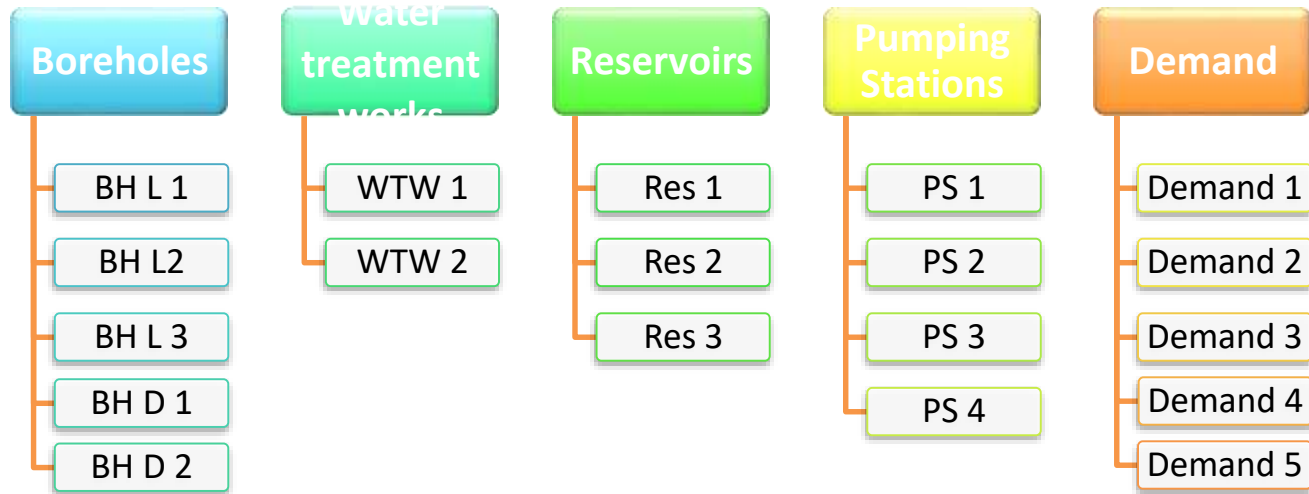 Boreholes
BH L 1
BH L2
BH L 3
BH D 1
BH D 2
Water
treatment
works
WTW 1
WTW 2
Reservoirs
Res 1
Res 2
Res 3
Pumping
Stations
PS 1
PS 2
PS 3
PS 4
Demand
Demand 1
Demand 2
Demand 3
Demand 4
Demand 5